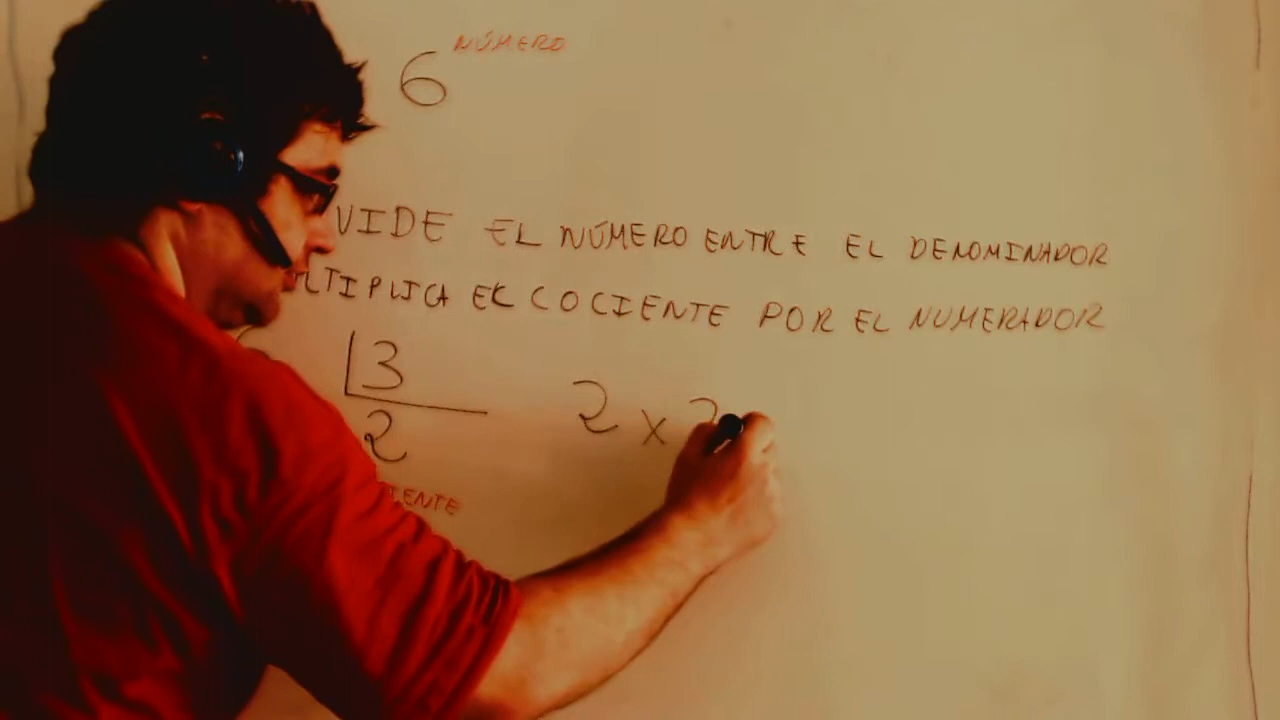 NÚMERO
6
VIDE EL NÚMERO ENTRE EL DENOMINADOR
LTIPLICA EL COCIENTE POR EL NUMERADOR
3
2 2 x
IENTE